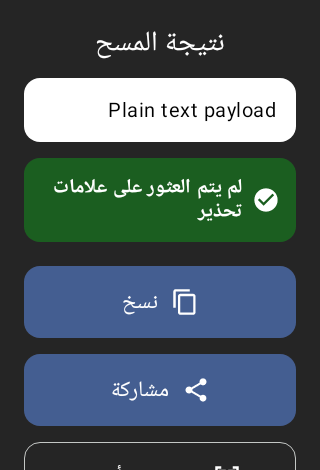 نتيجة المسح
Plain text payload
لم يتم العثور على علامات
تحذير
نسخ
مشاركة